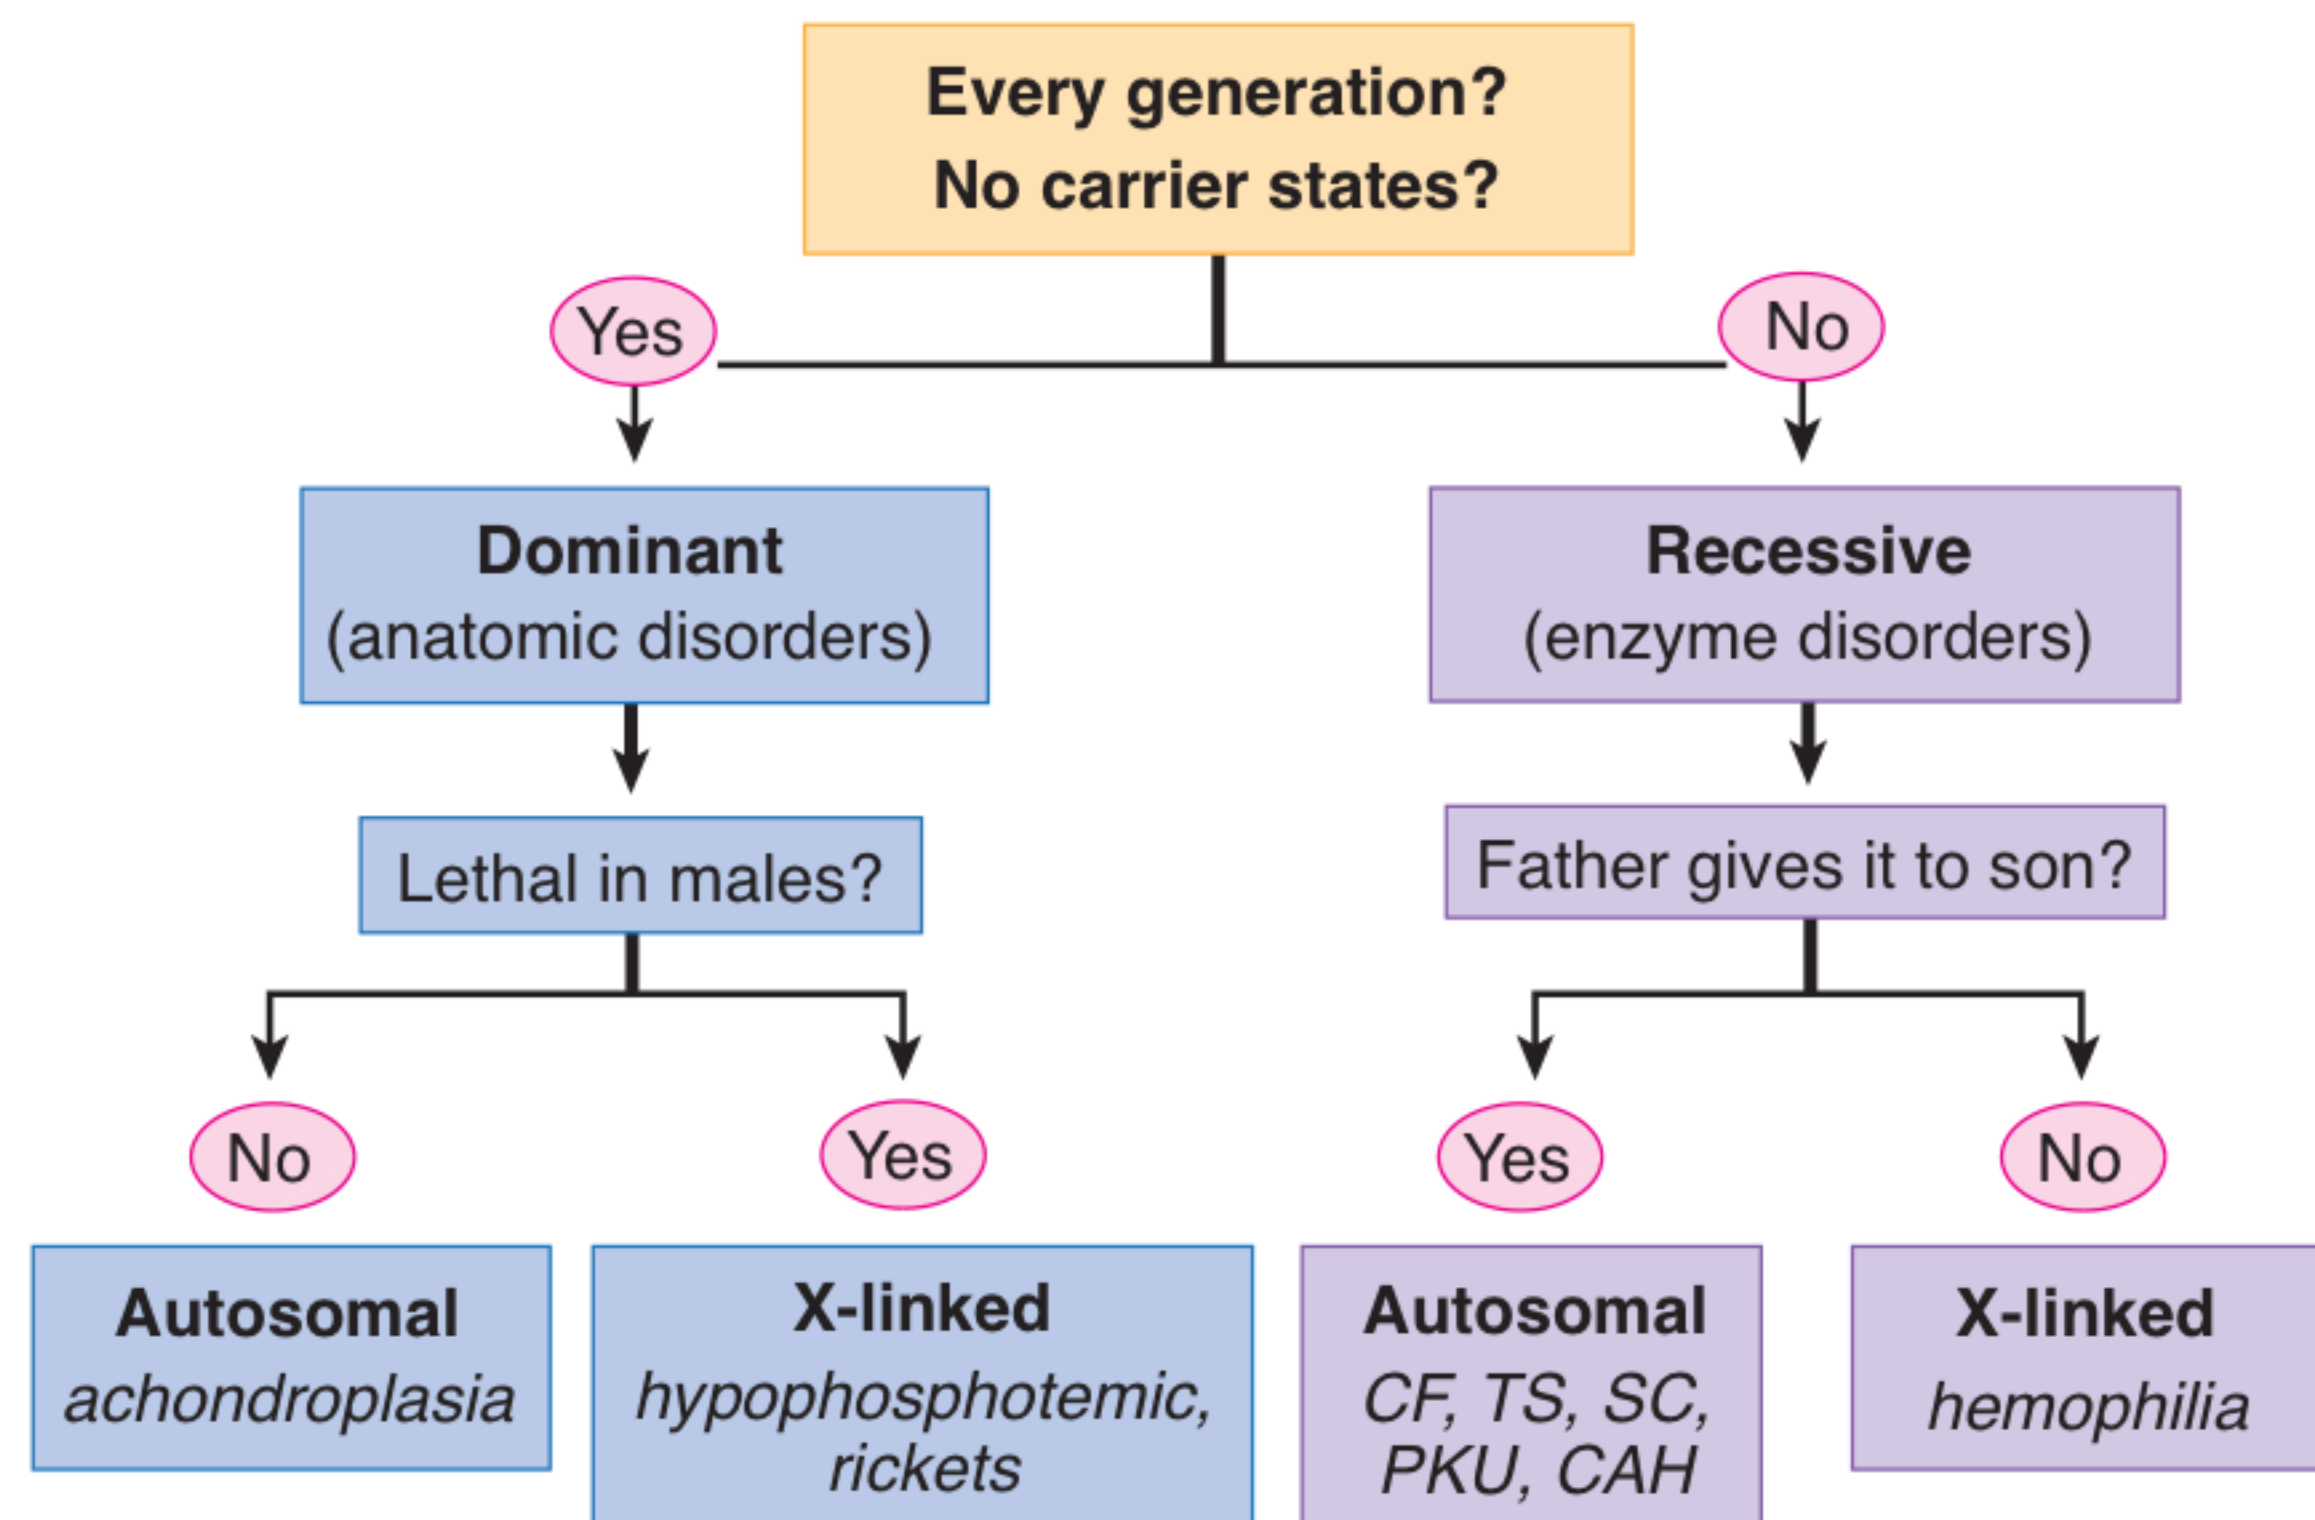 Every generation?
No carrier states?
Yes
No
Dominant
(anatomic disorders)
Recessive
(enzyme disorders)
Lethal in males?
Father gives it to son?
No
Yes
Yes
No
Autosomal
achondroplasia
X-linked
hypophosphotemic,
rickets
Autosomal
CF, TS, SC,
PKU, CAH
X-linked
hemophilia